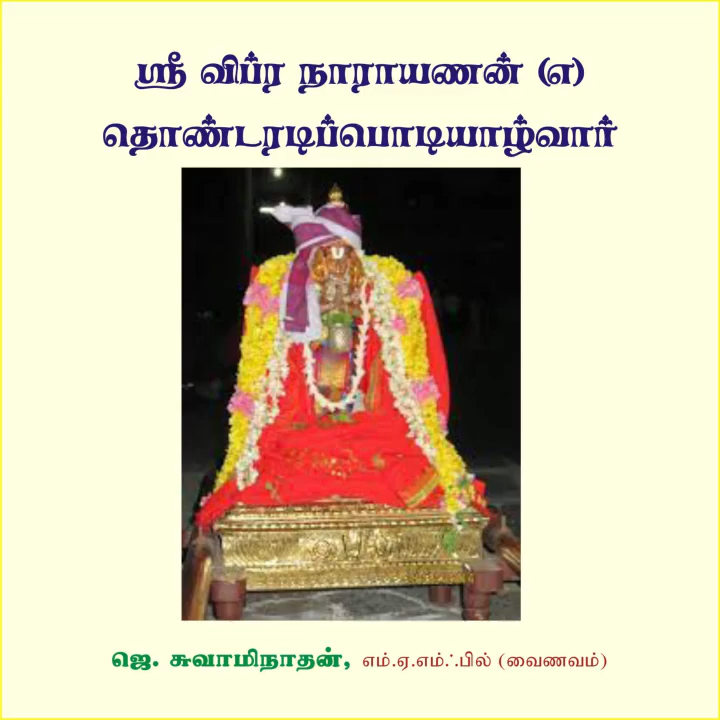 ஸ்ரீ விப்ர நாராயணன் (எ)
தொண்டரடிப்பொடியாழ்வார்
ஜெ. சுவாமிநாதன், எம்.ஏ.எம்ஃபில் (வைணவம்)